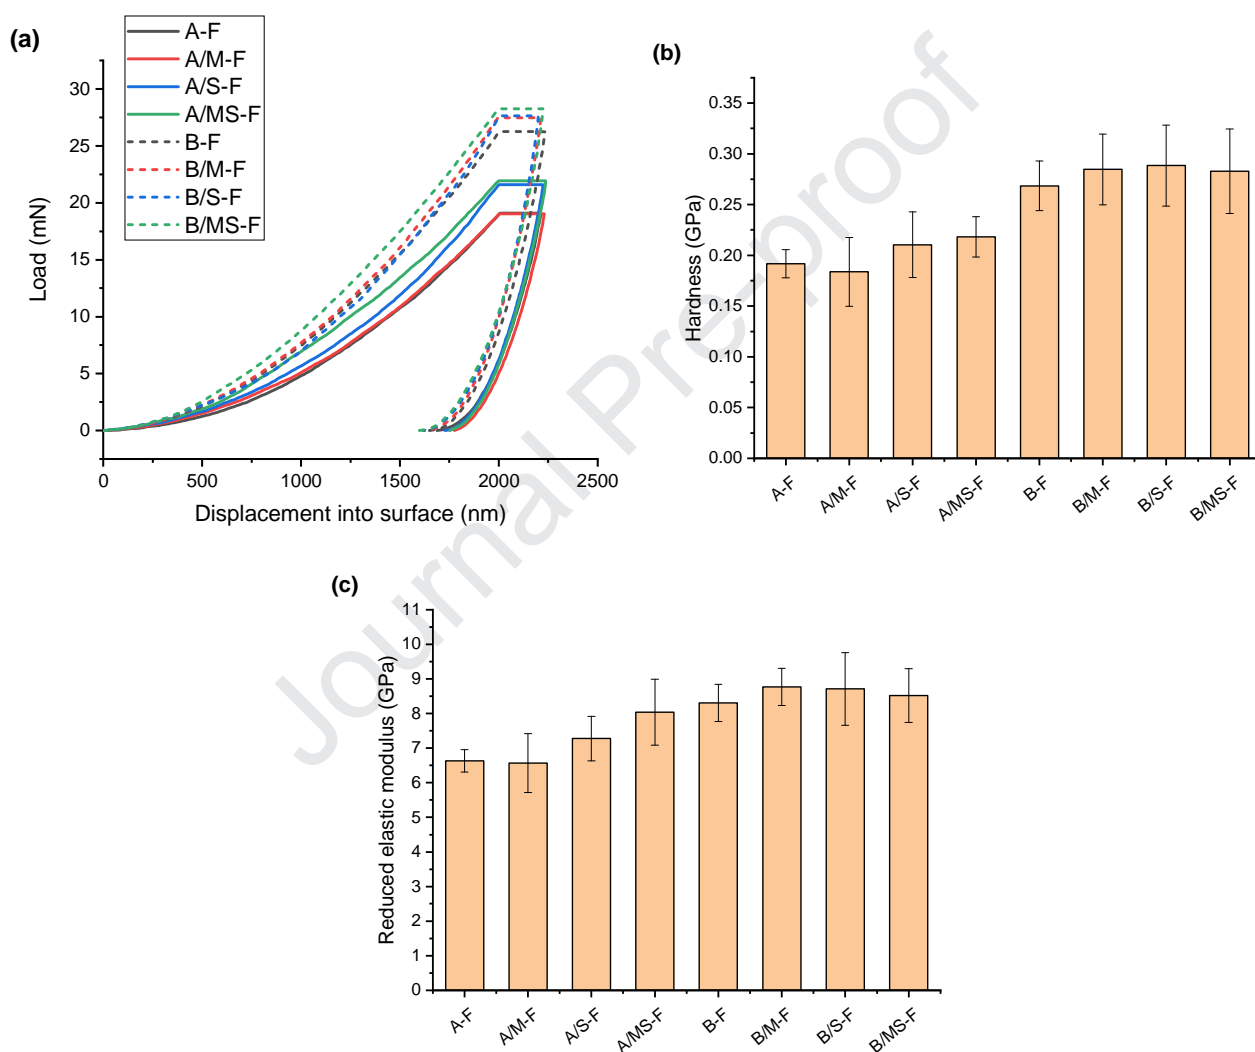 (a)
A-F
A/M-F
A/S-F
A/MS-F
B-F
B/M-F
B/S-F
B/MS-F
30
25
20
15
10
5
0
Load (mN)
0 500 1000 1500 2000 2500
Displacement into surface (nm)
(b)
0.35
0.30
0.25
0.20
0.15
0.10
0.05
0.00
Hardness (GPa)
A-F A/M-F A/S-F A/MS-F B-F B/M-F B/S-F B/MS-F
(c)
11
10
9
8
7
6
5
4
3
2
1
0
Reduced elastic modulus (GPa)
A-F A/M-F A/S-F A/MS-F B-F B/M-F B/S-F B/MS-F
Journal Pre-proof